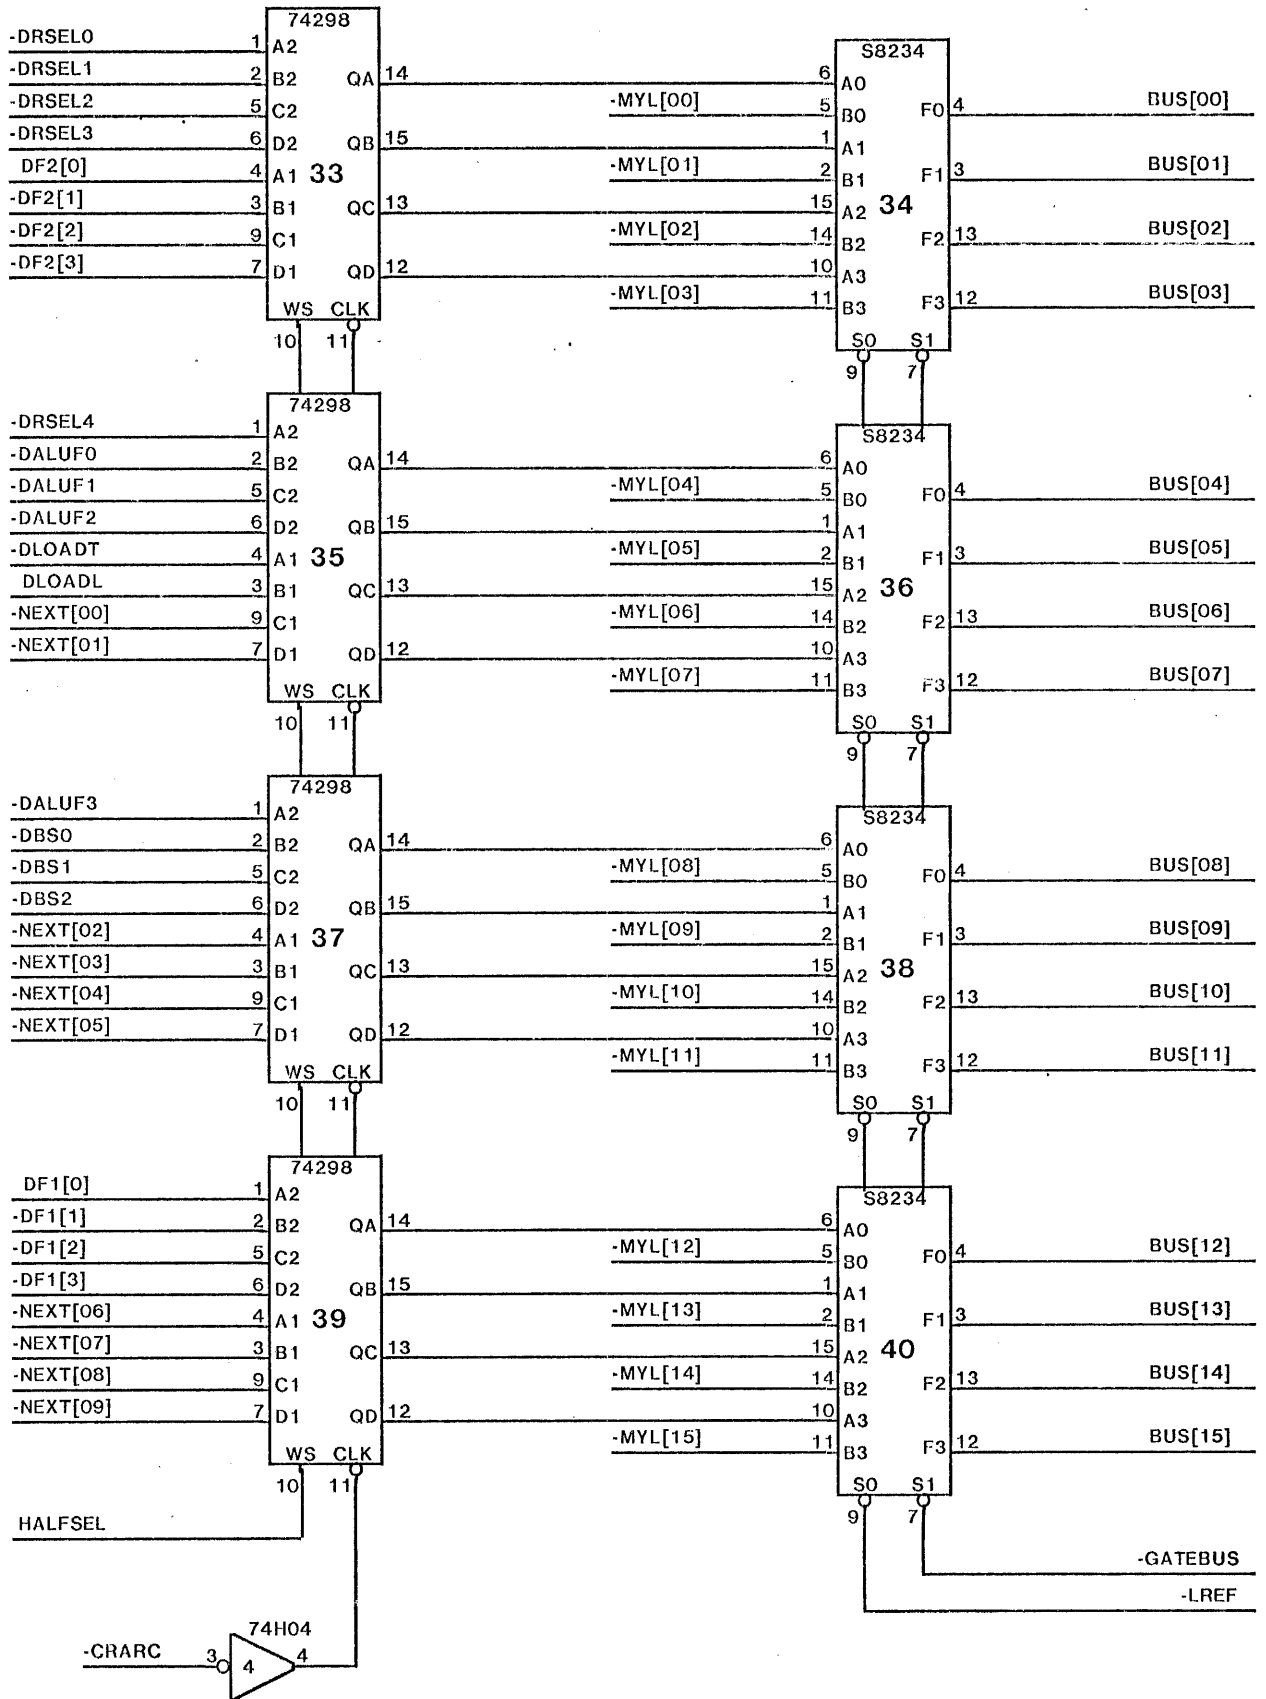 74298
-DRSEL0 1 A2
-DRSEL1 2 B2 QA 14
-DRSEL2 5 C2
-DRSEL3 6 D2 QB 15
DF2[0] 4 A1 33
-DF2[1] 3 B1 QC 13
-DF2[2] 9 C1
-DF2[3] 7 D1 QD 12
WS CLK
10 11
S8234
6 A0
-MYL[00] 5 B0 F0 4 BUS[00]
1 A1
-MYL[01] 2 B1 F1 3 BUS[01]
15 A2 34
-MYL[02] 14 B2 F2 13 BUS[02]
10 A3
-MYL[03] 11 B3 F3 12 BUS[03]
S0 S1
9 7
74298
-DRSEL4 1 A2
-DALUF0 2 B2 QA 14
-DALUF1 5 C2
-DALUF2 6 D2 QB 15
-DLOADT 4 A1 35
DLOADL 3 B1 QC 13
-NEXT[00] 9 C1
-NEXT[01] 7 D1 QD 12
WS CLK
10 11
S8234
6 A0
-MYL[04] 5 B0 F0 4 BUS[04]
1 A1
-MYL[05] 2 B1 F1 3 BUS[05]
15 A2 36
-MYL[06] 14 B2 F2 13 BUS[06]
10 A3
-MYL[07] 11 B3 F3 12 BUS[07]
S0 S1
9 7
74298
-DALUF3 1 A2
-DBS0 2 B2 QA 14
-DBS1 5 C2
-DBS2 6 D2 QB 15
-NEXT[02] 4 A1 37
-NEXT[03] 3 B1 QC 13
-NEXT[04] 9 C1
-NEXT[05] 7 D1 QD 12
WS CLK
10 11
S8234
6 A0
-MYL[08] 5 B0 F0 4 BUS[08]
1 A1
-MYL[09] 2 B1 F1 3 BUS[09]
15 A2 38
-MYL[10] 14 B2 F2 13 BUS[10]
10 A3
-MYL[11] 11 B3 F3 12 BUS[11]
S0 S1
9 7
74298
DF1[0] 1 A2
-DF1[1] 2 B2 QA 14
-DF1[2] 5 C2
-DF1[3] 6 D2 QB 15
-NEXT[06] 4 A1 39
-NEXT[07] 3 B1 QC 13
-NEXT[08] 9 C1
-NEXT[09] 7 D1 QD 12
WS CLK
10 11
HALFSEL
S8234
6 A0
-MYL[12] 5 B0 F0 4 BUS[12]
1 A1
-MYL[13] 2 B1 F1 3 BUS[13]
15 A2 40
-MYL[14] 14 B2 F2 13 BUS[14]
10 A3
-MYL[15] 11 B3 F3 12 BUS[15]
S0 S1
9 7
-GATEBUS
-LREF
74H04
-CRARC 3 4 4